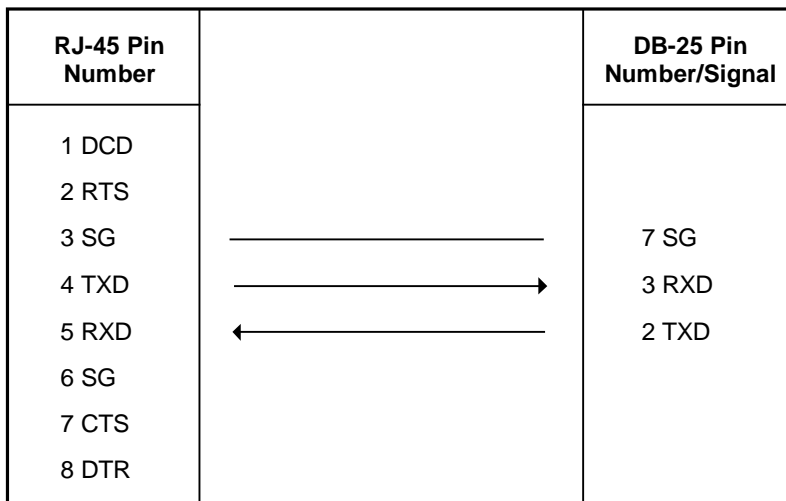 RJ-45 Pin
Number
DB-25 Pin
Number/Signal
1 DCD
2 RTS
3 SG
7 SG
4 TXD
3 RXD
5 RXD
2 TXD
6 SG
7 CTS
8 DTR